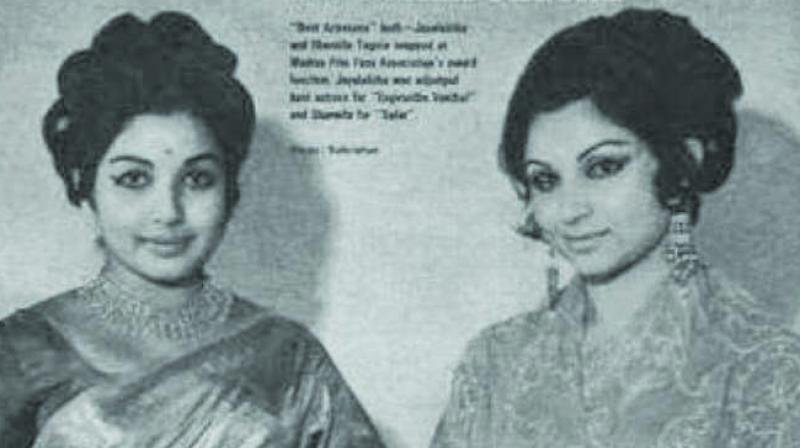 "Best Actresses" both—Jayalalitha
and Sharmila Tagore snapped at
Madras Film Fans Association's award
function. Jayalalitha was adjudged
best actress for
and Sharmila for "Safar".